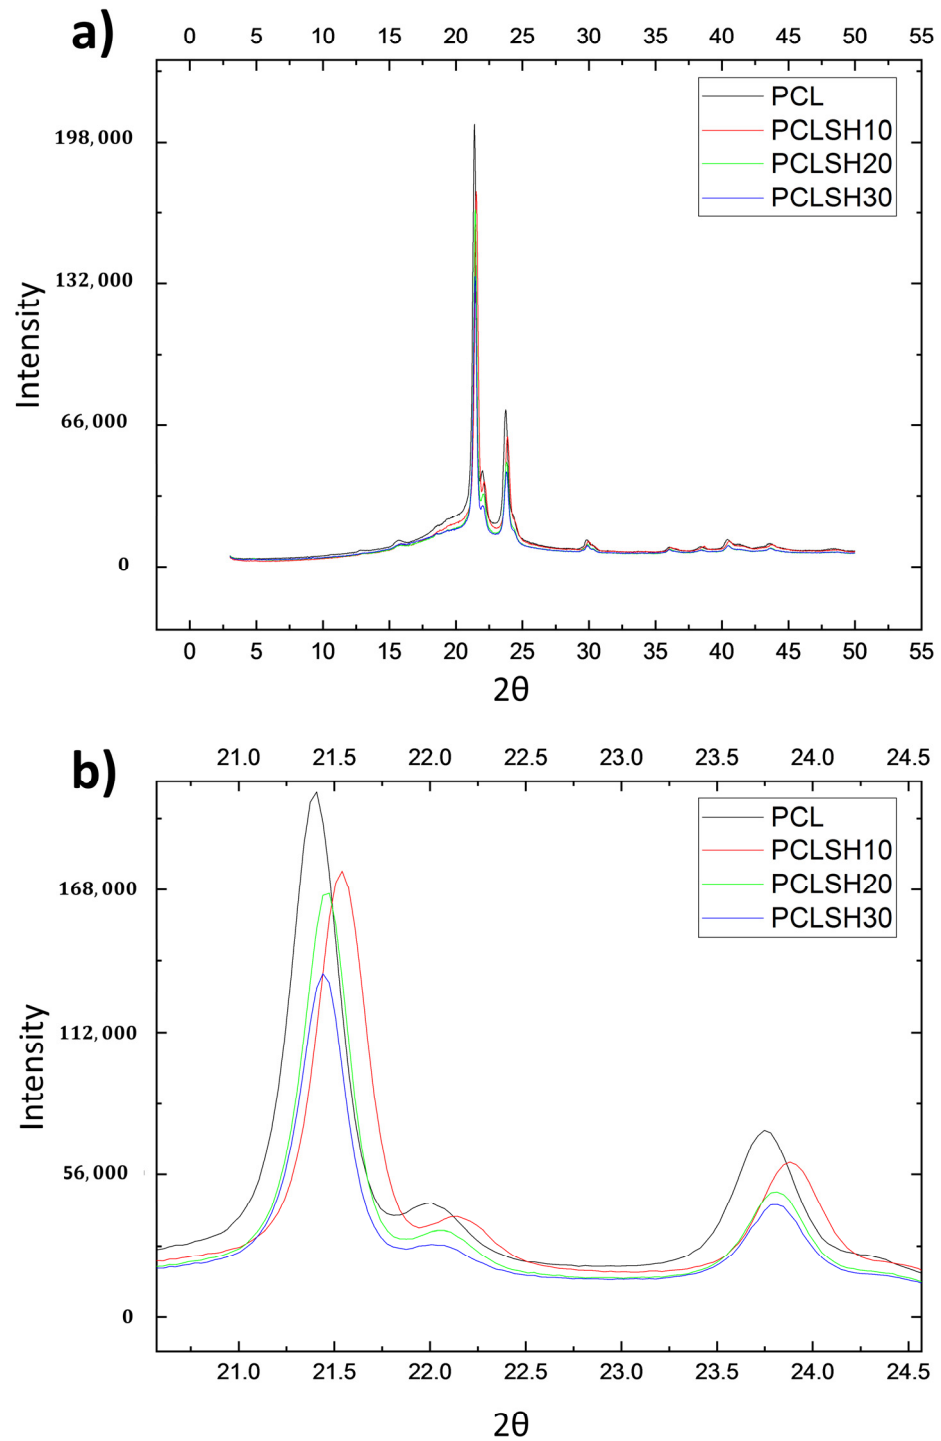 a)
0 5 10 15 20 25 30 35 40 45 50 55
PCL
PCLSH10
PCLSH20
PCLSH30
198,000
132,000
66,000
0
Intensity
0 5 10 15 20 25 30 35 40 45 50 55
2θ
b)
21.0 21.5 22.0 22.5 23.0 23.5 24.0 24.5
PCL
PCLSH10
PCLSH20
PCLSH30
168,000
112,000
56,000
0
Intensity
21.0 21.5 22.0 22.5 23.0 23.5 24.0 24.5
2θ